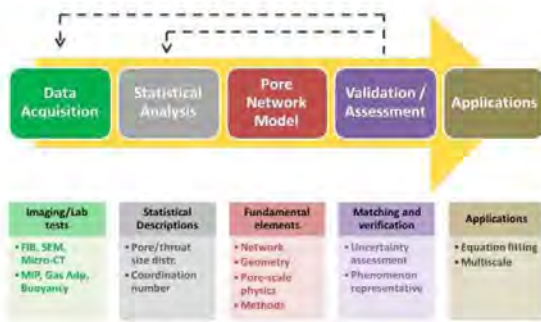 Data
Acquisition
Statistical
Analysis
Pore
Network
Model
Validation /
Assessment
Applications
Imaging/Lab
tests
• FIB, SEM,
Micro-CT
• MIP, Gas Adp,
Buoyancy
Statistical
Descriptions
• Pore/throat
size distr.
• Coordination
number
Fundamental
elements
• Network
• Geometry
• Pore-scale
physics
• Methods
Matching and
verification
• Uncertainty
assessment
• Phenomenon
representative
Applications
• Equation fitting
• Multiscale